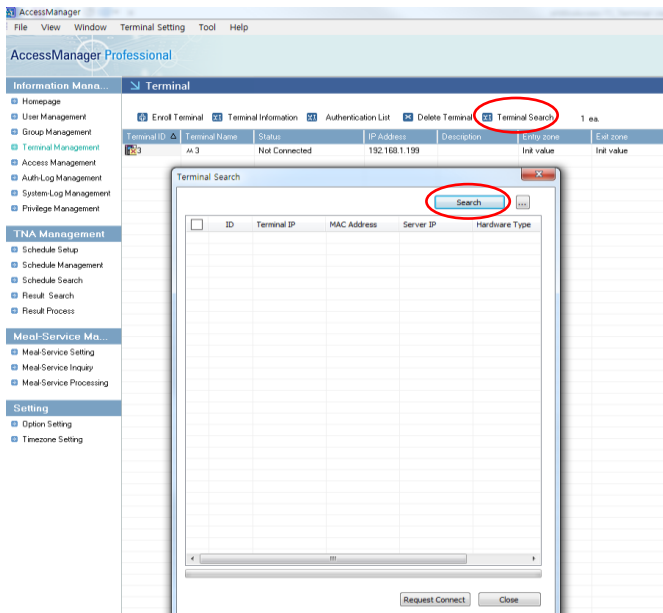 AccessManager
File View Window Terminal Setting Tool Help
AccessManager Professional
Information Mana...
Homepage
User Management
Group Management
Terminal Management
Access Management
Auth-Log Management
System-Log Management
Privilege Management
TNA Management
Schedule Setup
Schedule Management
Schedule Search
Result Search
Result Process
Meal-Service Ma...
Meal-Service Setting
Meal-Service Inquiry
Meal-Service Processing
Setting
Option Setting
Timezone Setting
Terminal
Enroll Terminal Terminal Information Authentication List Delete Terminal Terminal Search 1 ea.
Terminal ID Terminal Name Status IP Address Description Entry zone Exit zone
3 3 Not Connected 192.168.1.199 Init value Init value
Terminal Search
Search ...
ID Terminal IP MAC Address Server IP Hardware Type
Request Connect Close